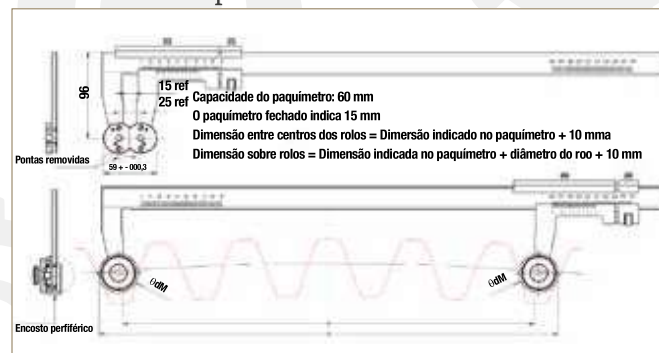 96
15 ref
25 ref
Capacidade do paquímetro: 60 mm
O paquímetro fechado indica 15 mm
Dimensão entre centros dos rolos = Dimersão indicado no paquímetro + 10 mma
Dimensão sobre rolos = Dimensão indicada no paquímetro + diâmetro do roo + 10 mm
Pontas removidas
59 + - 000,3
θdM
θdM
Encosto perfiférico